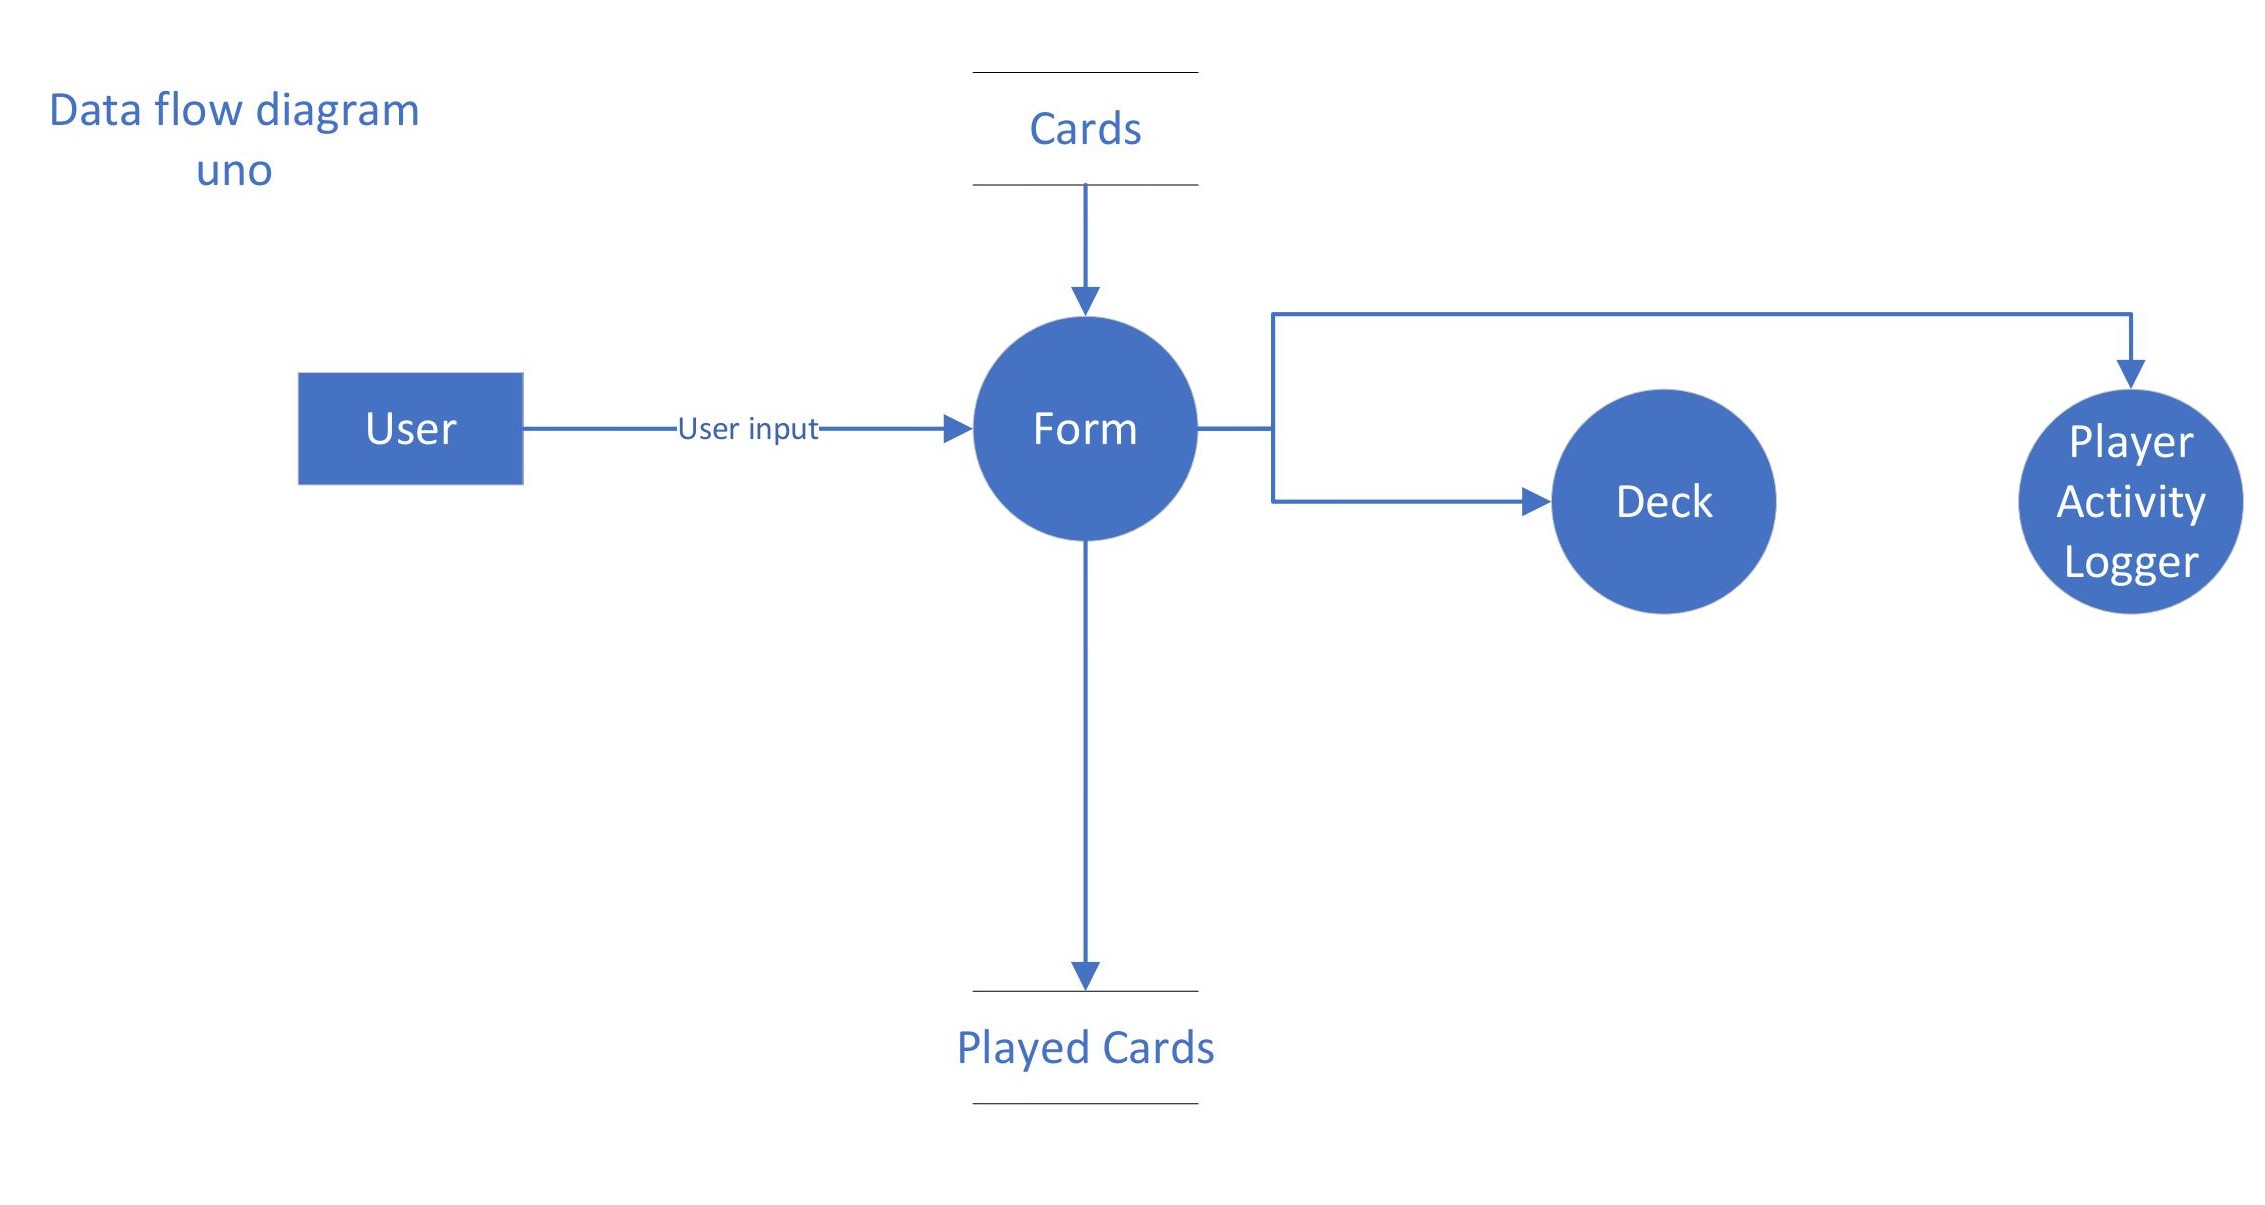 Data flow diagram
uno
Cards
User
User input
Form
Deck
Player
Activity
Logger
Played Cards